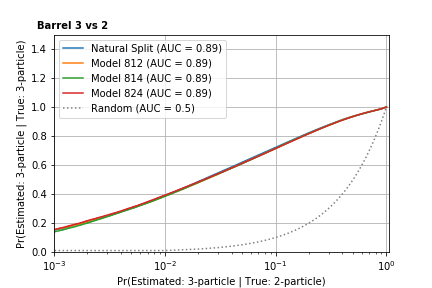 Barrel 3 vs 2
Pr(Estimated: 3-particle | True: 3-particle)
1.4
1.2
1.0
0.8
0.6
0.4
0.2
0.0
Natural Split (AUC = 0.89)
Model 812 (AUC = 0.89)
Model 814 (AUC = 0.89)
Model 824 (AUC = 0.89)
Random (AUC = 0.5)
10⁻³ 10⁻² 10⁻¹ 10⁰
Pr(Estimated: 3-particle | True: 2-particle)